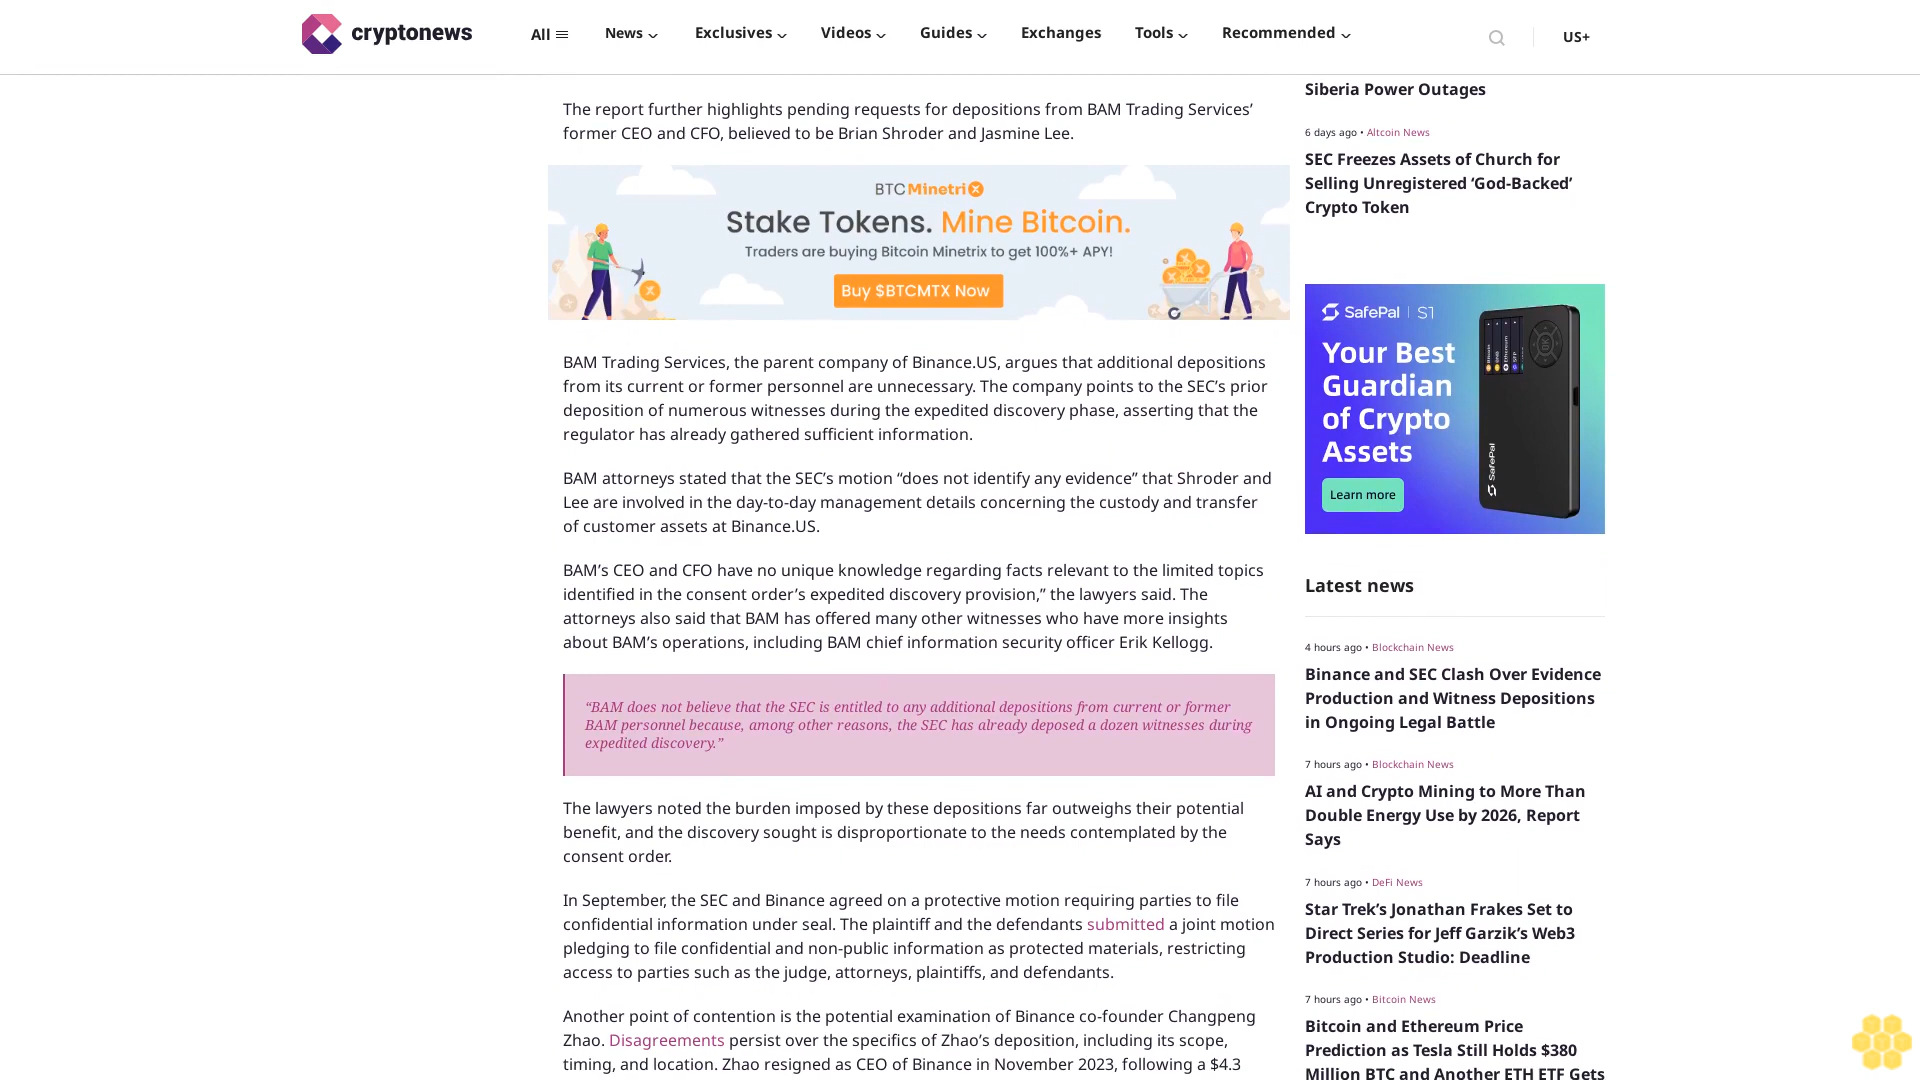 cryptonews
All
News
Exclusives
Videos
Guides
Exchanges
Tools
Recommended
US+
The report further highlights pending requests for depositions from BAM Trading Services’
former CEO and CFO, believed to be Brian Shroder and Jasmine Lee.
BTC Minetrix
Stake Tokens. Mine Bitcoin.
Traders are buying Bitcoin Minetrix to get 100%+ APY!
Buy $BTCMTX Now
BAM Trading Services, the parent company of Binance.US, argues that additional depositions
from its current or former personnel are unnecessary. The company points to the SEC’s prior
deposition of numerous witnesses during the expedited discovery phase, asserting that the
regulator has already gathered sufficient information.
BAM attorneys stated that the SEC’s motion “does not identify any evidence” that Shroder and
Lee are involved in the day-to-day management details concerning the custody and transfer
of customer assets at Binance.US.
BAM’s CEO and CFO have no unique knowledge regarding facts relevant to the limited topics
identified in the consent order’s expedited discovery provision,” the lawyers said. The
attorneys also said that BAM has offered many other witnesses who have more insights
about BAM’s operations, including BAM chief information security officer Erik Kellogg.
“BAM does not believe that the SEC is entitled to any additional depositions from current or former
BAM personnel because, among other reasons, the SEC has already deposed a dozen witnesses during
expedited discovery.”
The lawyers noted the burden imposed by these depositions far outweighs their potential
benefit, and the discovery sought is disproportionate to the needs contemplated by the
consent order.
In September, the SEC and Binance agreed on a protective motion requiring parties to file
confidential information under seal. The plaintiff and the defendants submitted a joint motion
pledging to file confidential and non-public information as protected materials, restricting
access to parties such as the judge, attorneys, plaintiffs, and defendants.
Another point of contention is the potential examination of Binance co-founder Changpeng
Zhao. Disagreements persist over the specifics of Zhao’s deposition, including its scope,
timing, and location. Zhao resigned as CEO of Binance in November 2023, following a $4.3
Siberia Power Outages
6 days ago • Altcoin News
SEC Freezes Assets of Church for
Selling Unregistered ‘God-Backed’
Crypto Token
SafePal | S1
Your Best
Guardian
of Crypto
Assets
Learn more
SafePal
OK
Latest news
4 hours ago • Blockchain News
Binance and SEC Clash Over Evidence
Production and Witness Depositions
in Ongoing Legal Battle
7 hours ago • Blockchain News
AI and Crypto Mining to More Than
Double Energy Use by 2026, Report
Says
7 hours ago • DeFi News
Star Trek’s Jonathan Frakes Set to
Direct Series for Jeff Garzik’s Web3
Production Studio: Deadline
7 hours ago • Bitcoin News
Bitcoin and Ethereum Price
Prediction as Tesla Still Holds $380
Million BTC and Another ETH ETF Gets